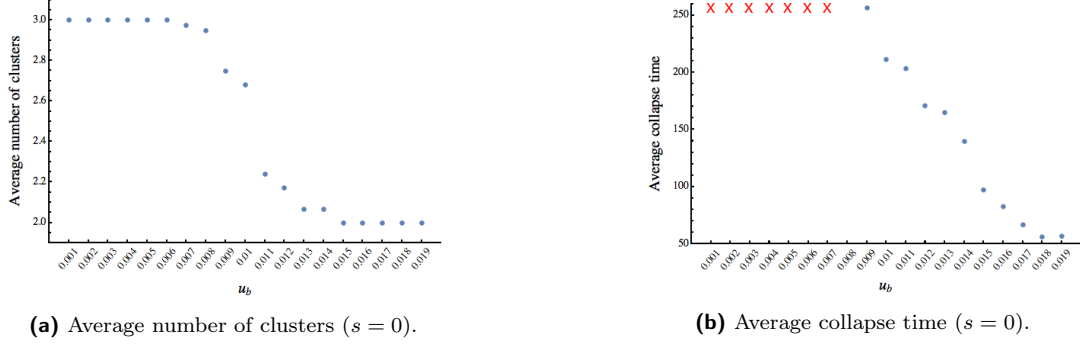 Average number of clusters
3.0
2.8
2.6
2.4
2.2
2.0
0.001 0.002 0.003 0.004 0.005 0.006 0.007 0.008 0.009 0.01 0.011 0.012 0.013 0.014 0.015 0.016 0.017 0.018 0.019
u_b
(a) Average number of clusters (s = 0).
Average collapse time
X X X X X X X
250
200
150
100
50
0.001 0.002 0.003 0.004 0.005 0.006 0.007 0.008 0.009 0.01 0.011 0.012 0.013 0.014 0.015 0.016 0.017 0.018 0.019
u_b
(b) Average collapse time (s = 0).